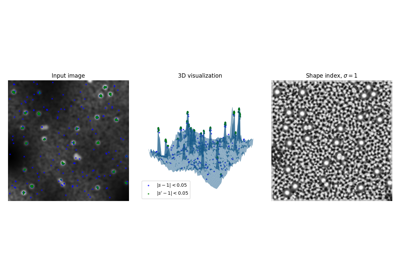 Input image
3D visualization
Shape index, σ = 1
|s − 1| < 0.05
|s' − 1| < 0.05